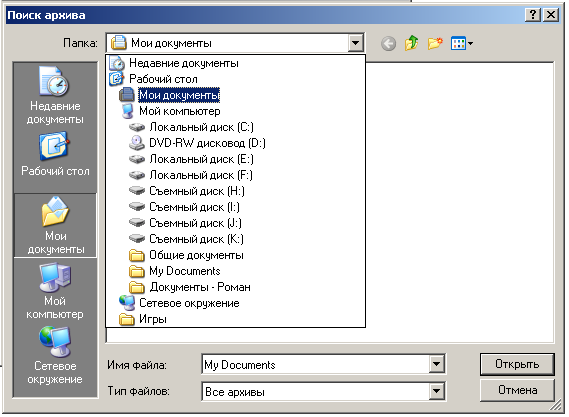 Поиск архива
Папка:
Мои документы
Недавние документы
Рабочий стол
Мои документы
Мой компьютер
Локальный диск (C:)
DVD-RW дисковод (D:)
Локальный диск (E:)
Локальный диск (F:)
Съемный диск (H:)
Съемный диск (I:)
Съемный диск (J:)
Съемный диск (K:)
Общие документы
My Documents
Документы - Роман
Сетевое окружение
Игры
Недавние
документы
Рабочий стол
Мои
документы
Мой
компьютер
Сетевое
окружение
Имя файла:
My Documents
Открыть
Тип файлов:
Все архивы
Отмена